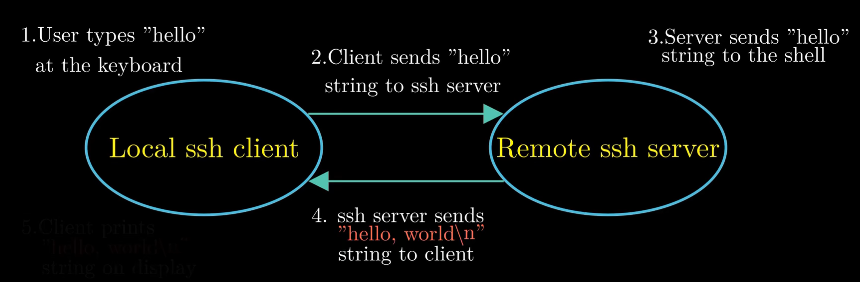 1.User types "hello"
at the keyboard
2.Client sends "hello"
string to ssh server
3.Server sends "hello"
string to the shell
Local ssh client
Remote ssh server
4. ssh server sends
"hello, world\n"
string to client
5.Client prints
"hello, world\n"
string on display